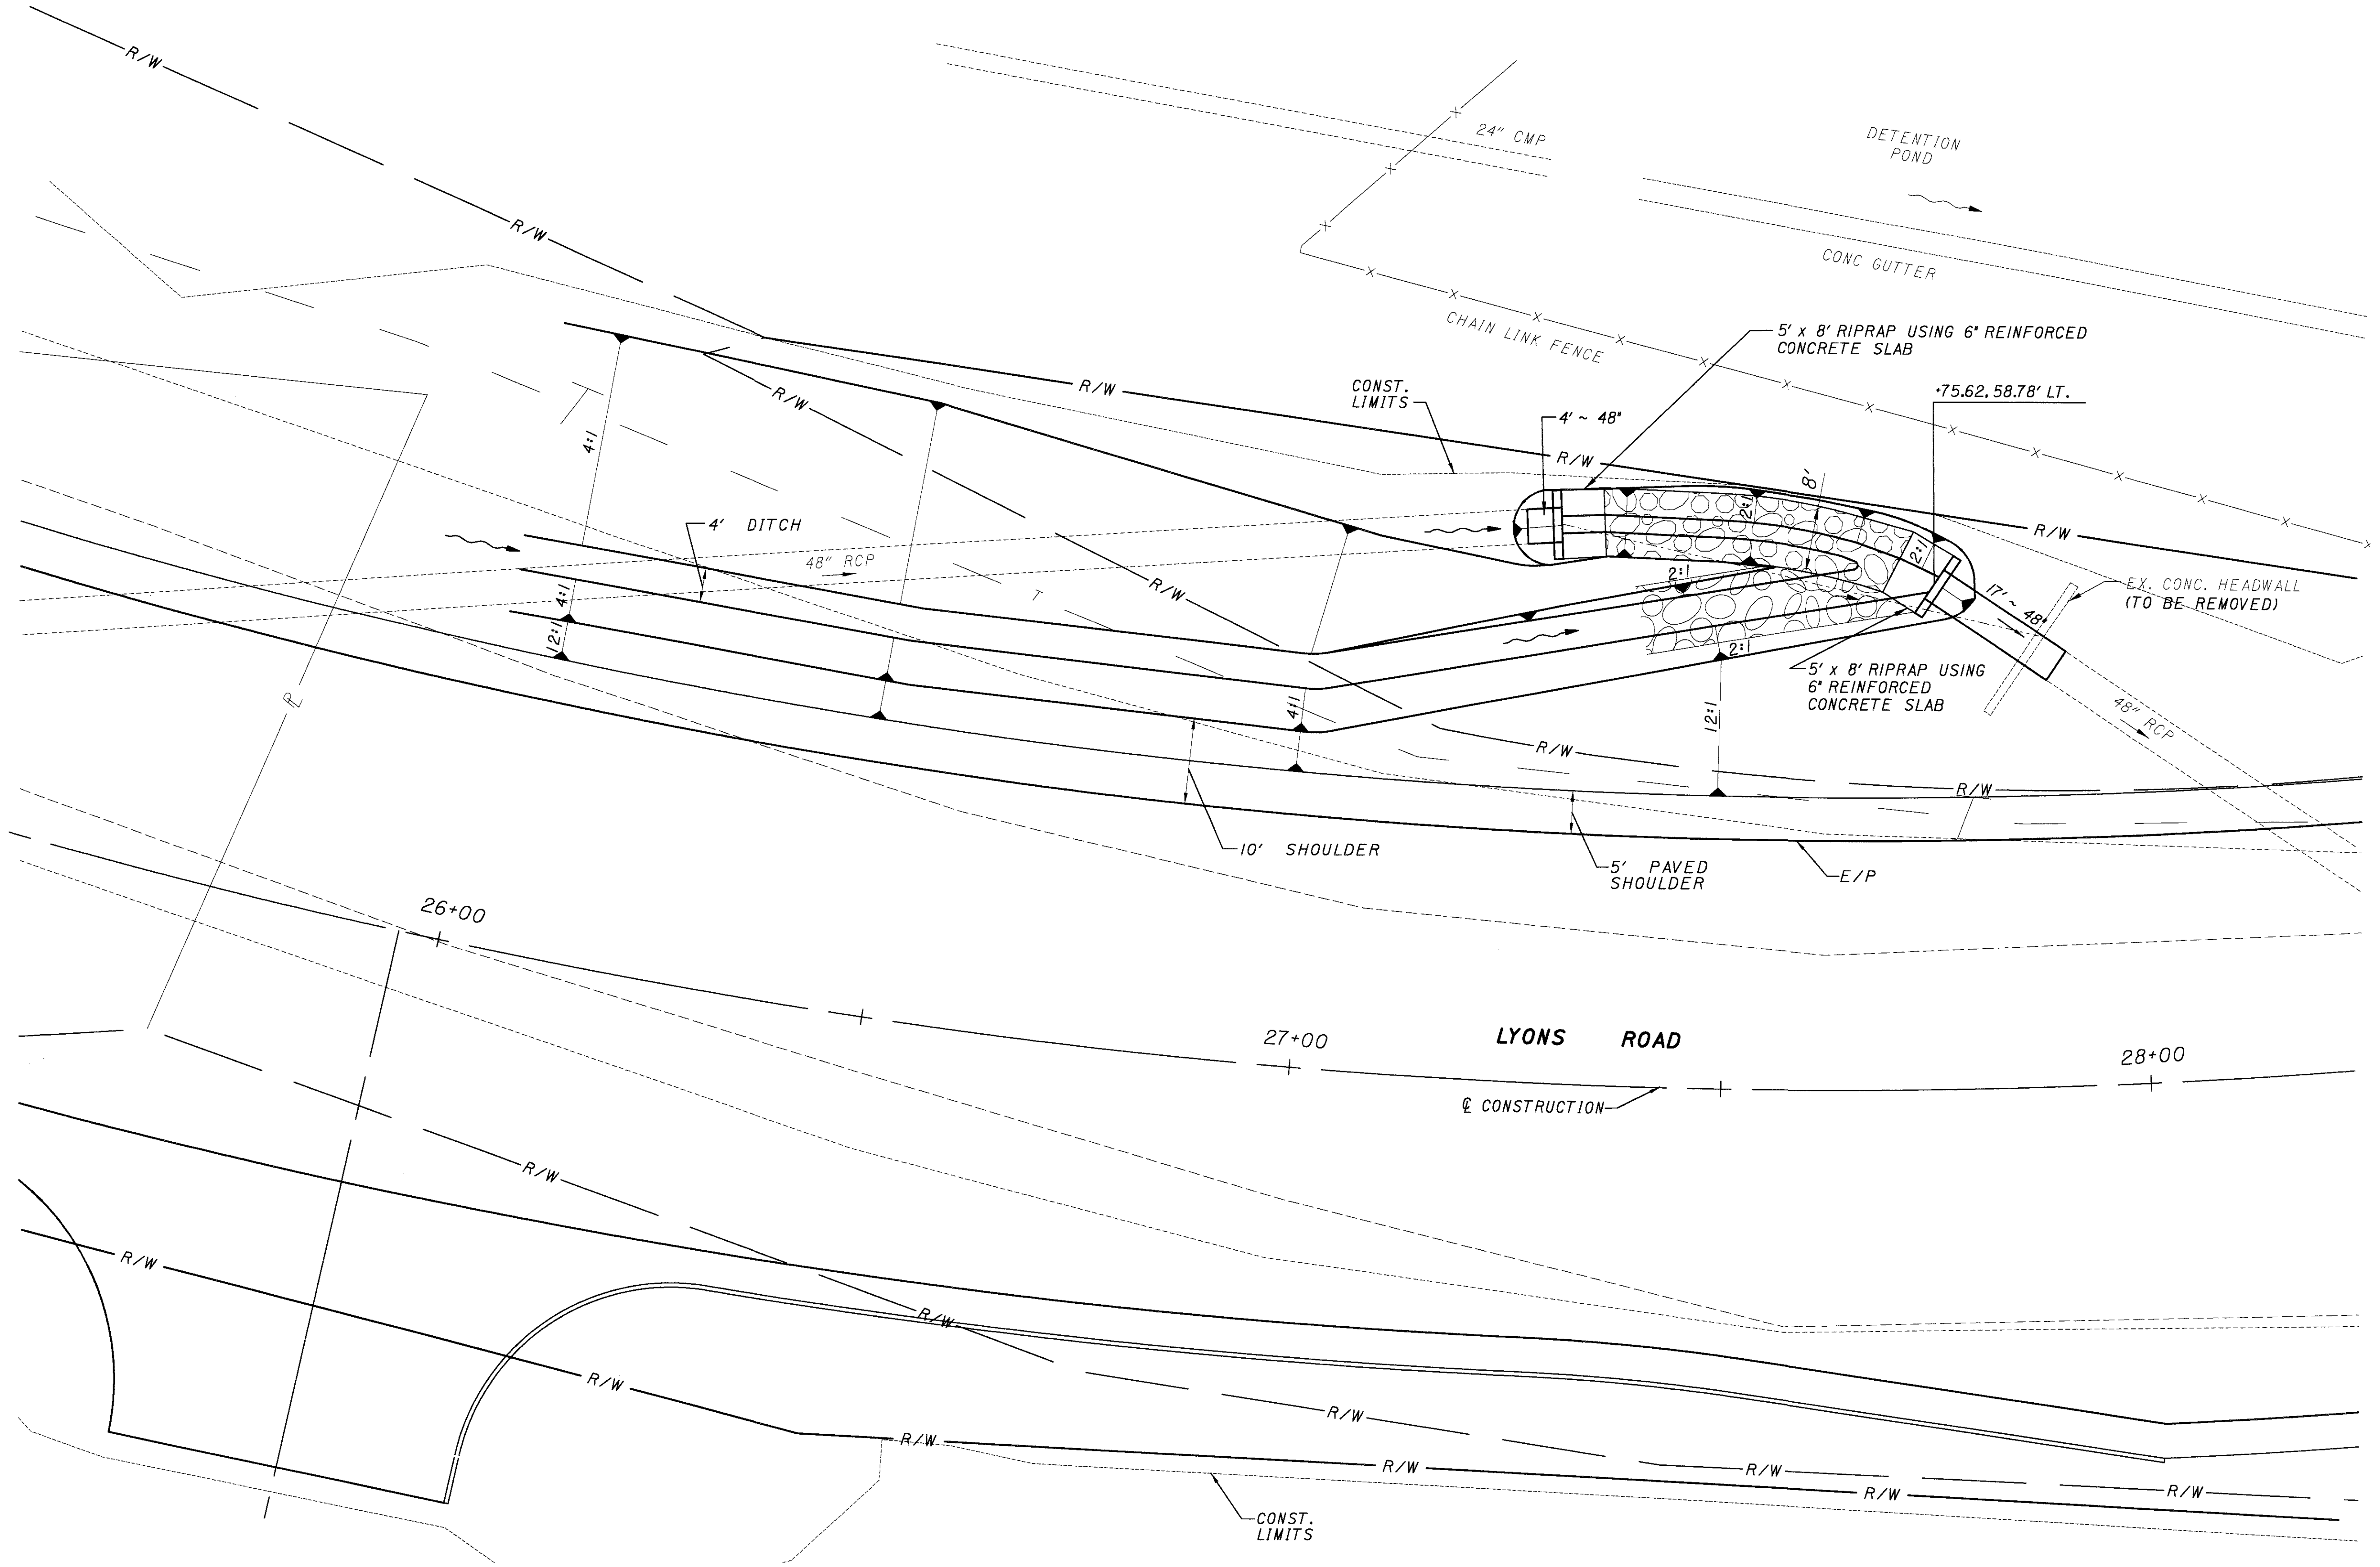 R/W
24" CMP
DETENTION
POND
R/W
CONC GUTTER
CHAIN LINK FENCE
5' x 8' RIPRAP USING 6" REINFORCED
CONCRETE SLAB
CONST.
LIMITS
R/W
R/W
+75.62, 58.78' LT.
4' ~ 48"
4:1
R/W
8'
2:1
R/W
4' DITCH
48" RCP
2:1
2:1
R/W
T
T
4:1
12:1
17' ~ 48"
EX. CONC. HEADWALL
(TO BE REMOVED)
2:1
5' x 8' RIPRAP USING
6" REINFORCED
CONCRETE SLAB
48" RCP
4:1
12:1
R/W
R/W
PL
10' SHOULDER
5' PAVED
SHOULDER
E/P
26+00
27+00
LYONS ROAD
28+00
℄ CONSTRUCTION
R/W
R/W
R/W
R/W
R/W
R/W
R/W
R/W
R/W
R/W
CONST.
LIMITS